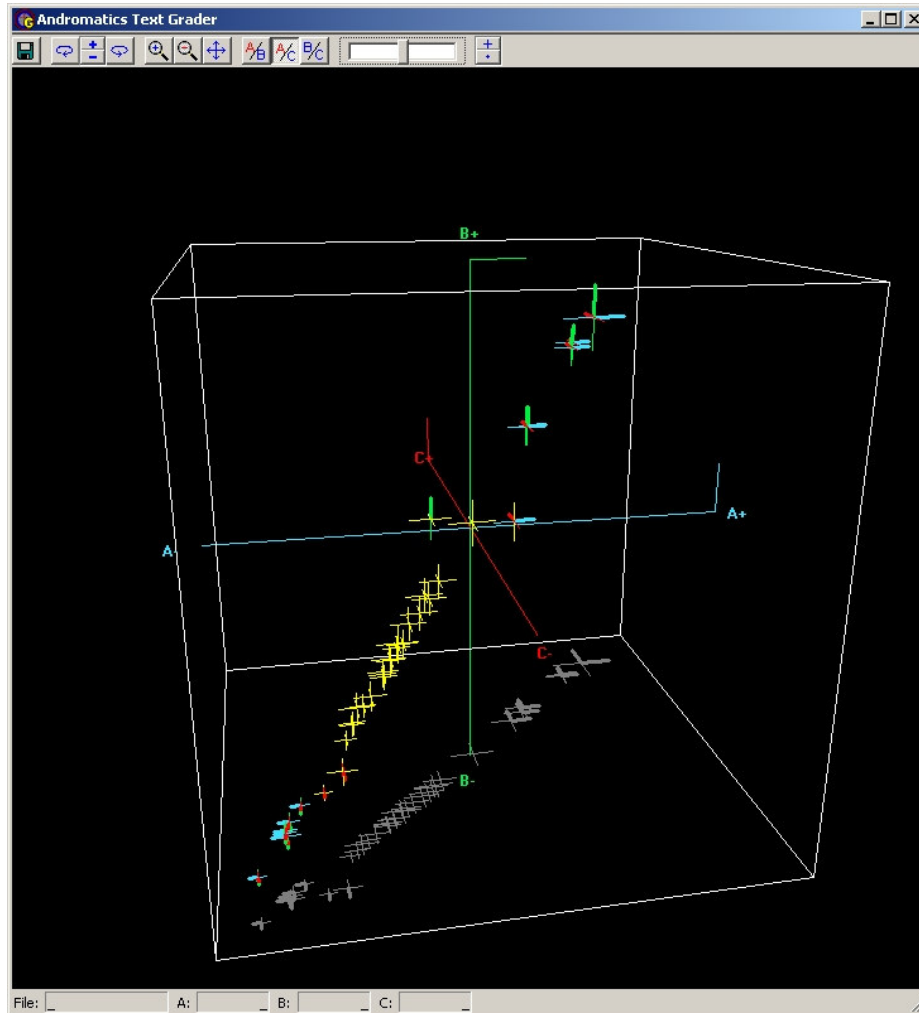 Andromatics Text Grader
A/B A/C B/C
B+
C+
A+
A-
C-
B-
File: _ A: _ B: _ C: _